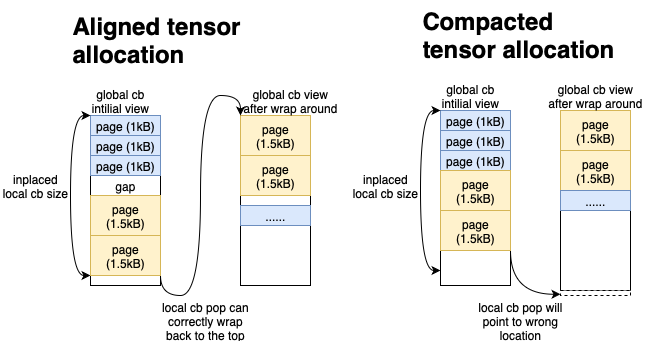 Aligned tensor
allocation
global cb
intilial view
page (1kB)
page (1kB)
page (1kB)
gap
page
(1.5kB)
page
(1.5kB)
inplaced
local cb size
global cb view
after wrap around
page
(1.5kB)
page
(1.5kB)
......
local cb pop can
correctly wrap
back to the top
Compacted
tensor allocation
global cb
intilial view
page (1kB)
page (1kB)
page (1kB)
page
(1.5kB)
page
(1.5kB)
inplaced
local cb size
global cb view
after wrap around
page
(1.5kB)
page
(1.5kB)
......
local cb pop will
point to wrong
location